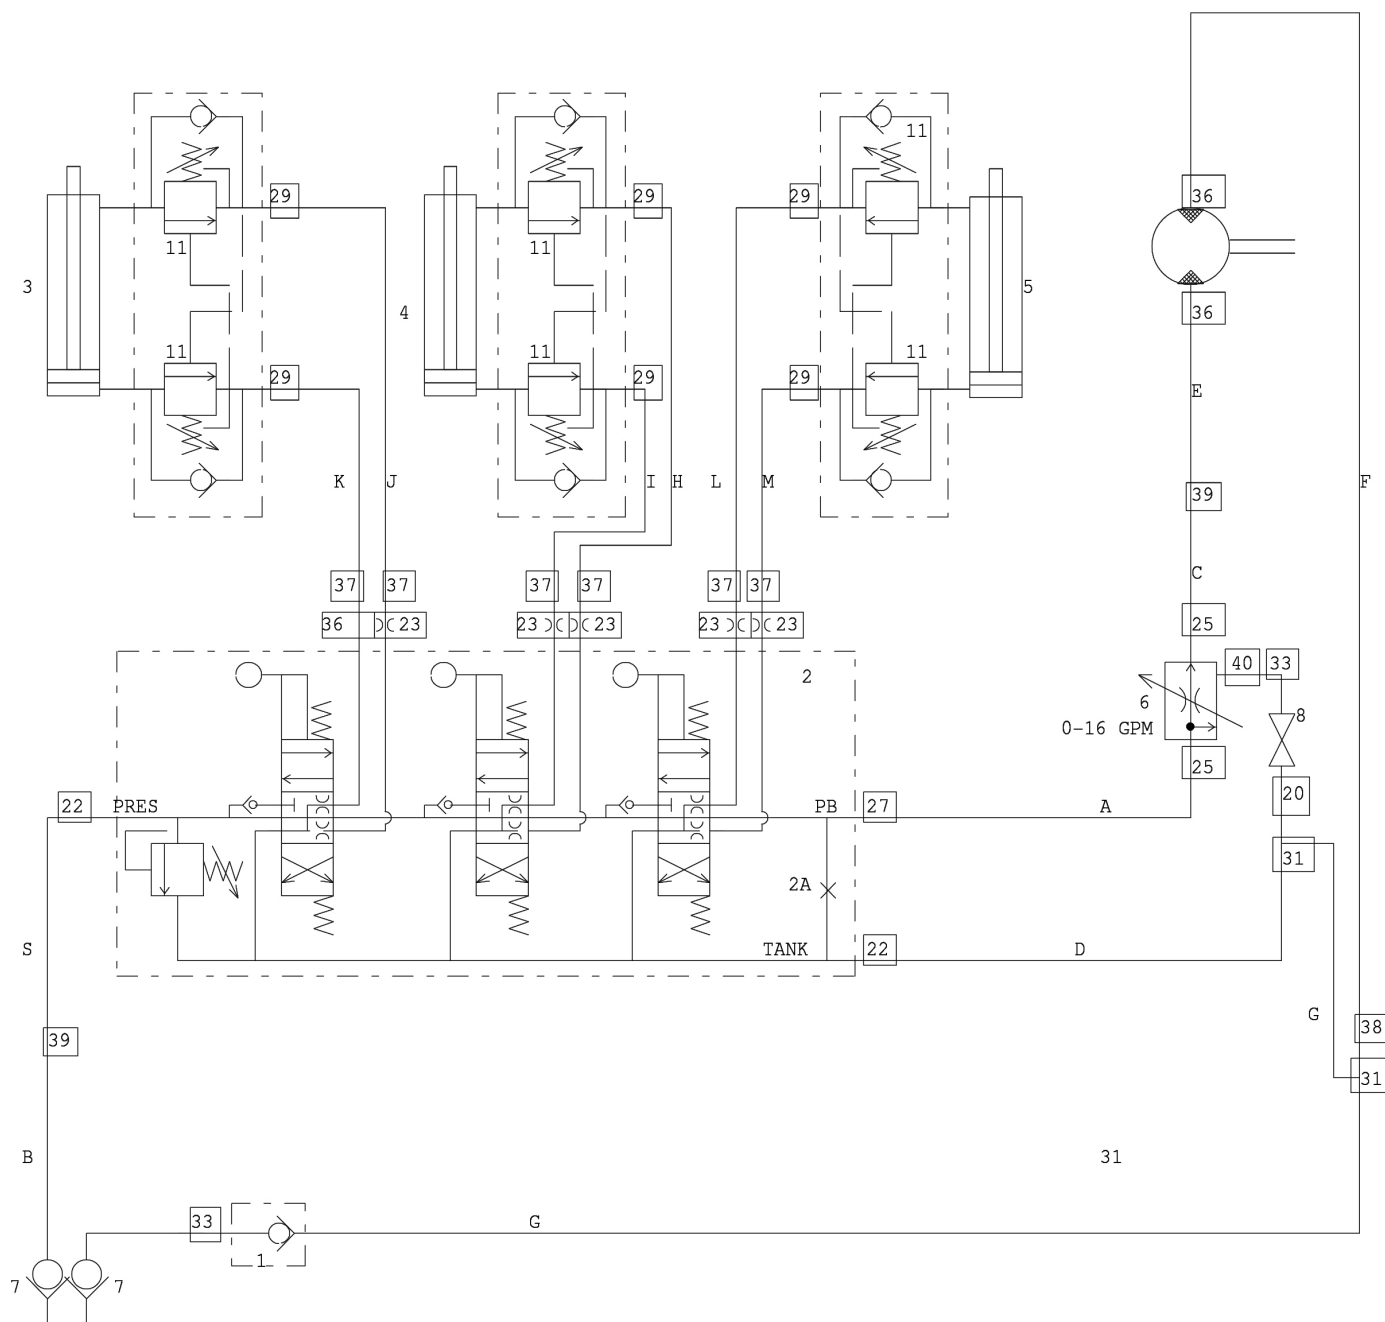 11
29 29 29 36
11 11
3 4 5
36
11 11 11
29 29 29
E
K J I H L M F
39
C
37 37 37 37 37 37
36 23 23 23 23 23 25
2 40 33
6 8
0-16 GPM
25
22 PRES PB 27 A 20
31
2A
S TANK 22 D
G
38
39
31
B 31
33 G
1
7 7